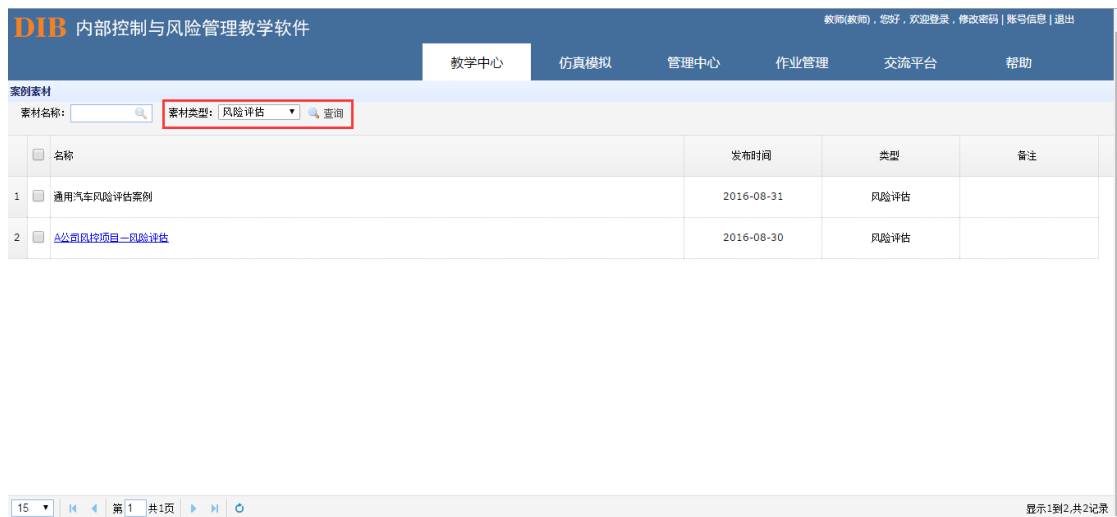 DIB 内部控制与风险管理教学软件
教师(教师)，您好，欢迎登录，修改密码 | 账号信息 | 退出
教学中心 仿真模拟 管理中心 作业管理 交流平台 帮助
案例素材
素材名称： 素材类型： 风险评估 查询
名称 发布时间 类型 备注
1 通用汽车风险评估案例 2016-08-31 风险评估
2 A公司风控项目—风险评估 2016-08-30 风险评估
15 第 1 共1页 显示1到2,共2记录